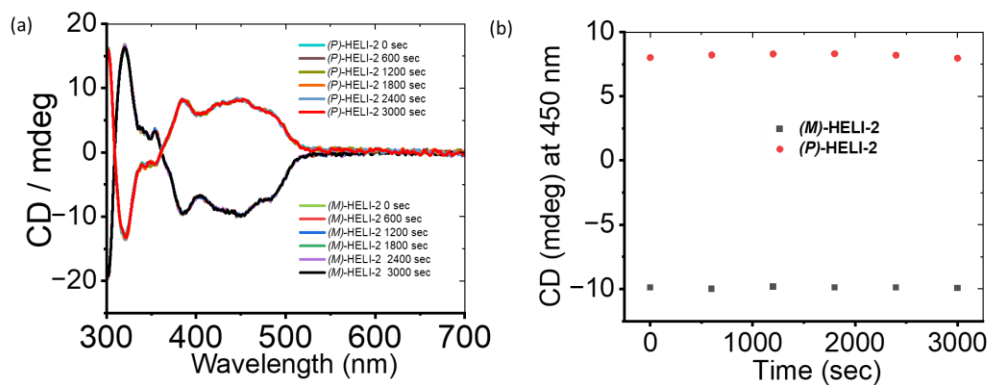 (a)
CD / mdeg
20
10
0
−10
−20
(P)-HELI-2 0 sec
(P)-HELI-2 600 sec
(P)-HELI-2 1200 sec
(P)-HELI-2 1800 sec
(P)-HELI-2 2400 sec
(P)-HELI-2 3000 sec
(M)-HELI-2 0 sec
(M)-HELI-2 600 sec
(M)-HELI-2 1200 sec
(M)-HELI-2 1800 sec
(M)-HELI-2 2400 sec
(M)-HELI-2 3000 sec
300 400 500 600 700
Wavelength (nm)
(b)
CD (mdeg) at 450 nm
10
5
0
−5
−10
(M)-HELI-2
(P)-HELI-2
0 1000 2000 3000
Time (sec)